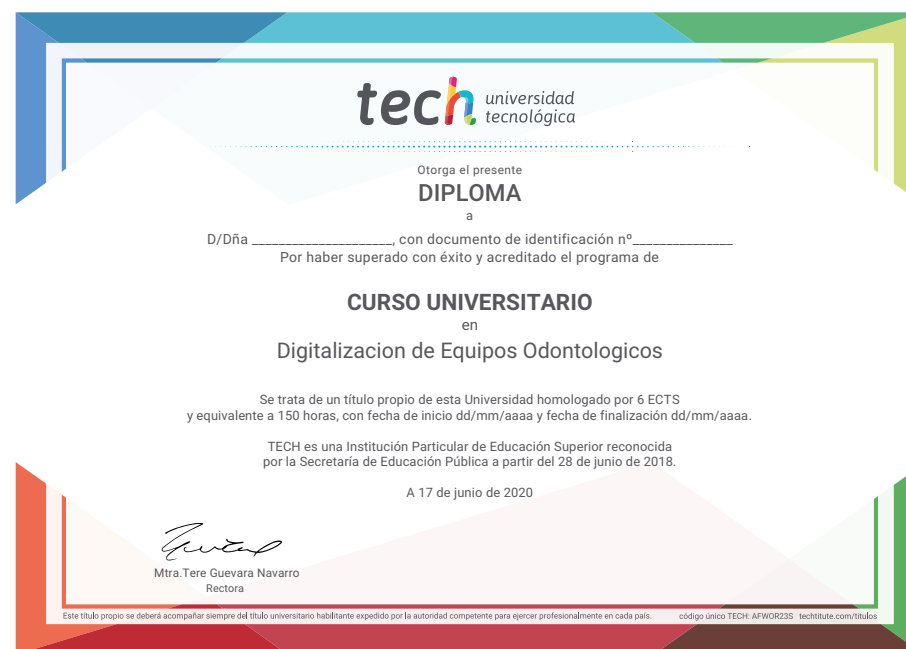 tech universidad
tecnológica
Otorga el presente
DIPLOMA
a
D/Dña _____________________, con documento de identificación nº_______________
Por haber superado con éxito y acreditado el programa de
CURSO UNIVERSITARIO
en
Digitalizacion de Equipos Odontologicos
Se trata de un título propio de esta Universidad homologado por 6 ECTS
y equivalente a 150 horas, con fecha de inicio dd/mm/aaaa y fecha de finalización dd/mm/aaaa.
TECH es una Institución Particular de Educación Superior reconocida
por la Secretaría de Educación Pública a partir del 28 de junio de 2018.
A 17 de junio de 2020
Mtra.Tere Guevara Navarro
Rectora
Este título propio se deberá acompañar siempre del título universitario habilitante expedido por la autoridad competente para ejercer profesionalmente en cada país. código único TECH: AFWOR23S techtitute.com/titulos